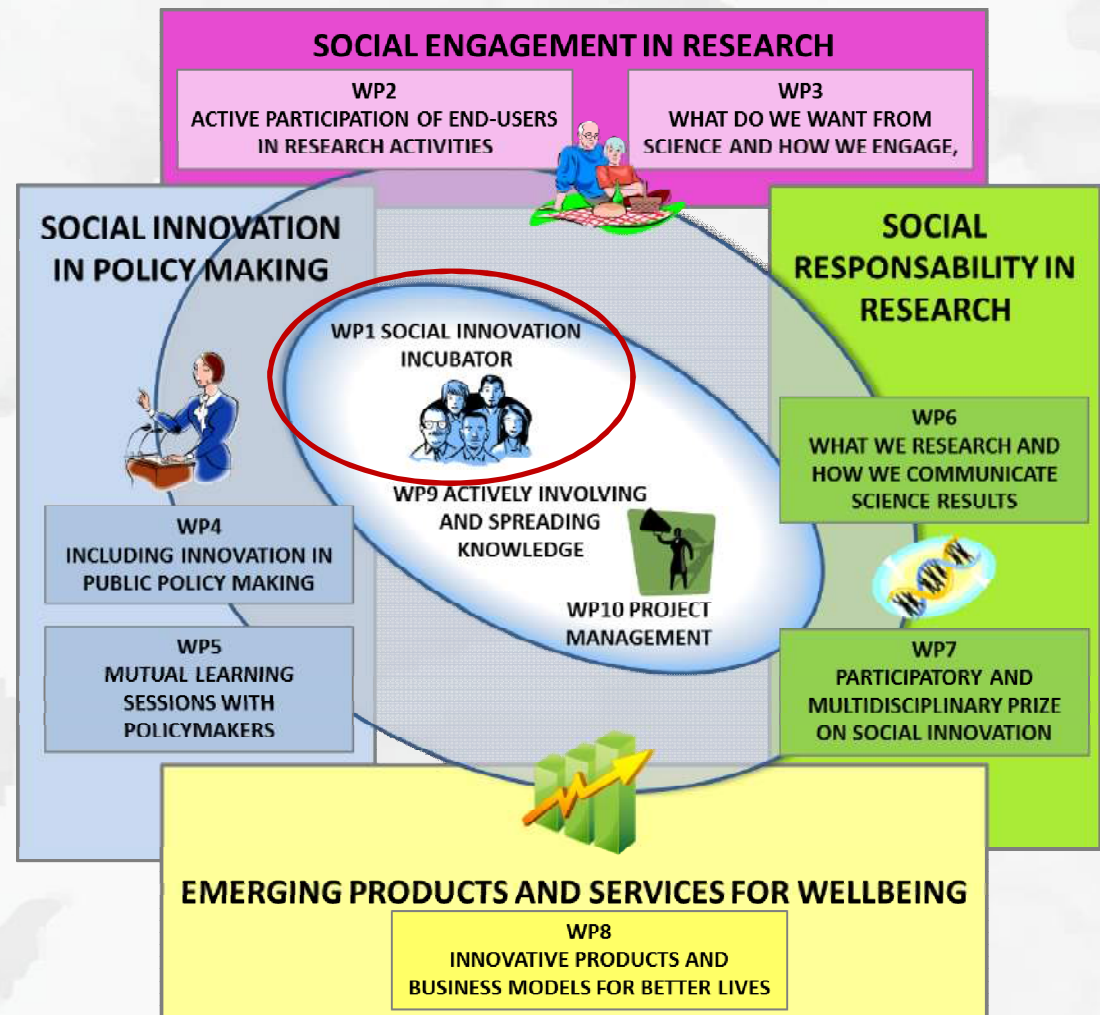 SOCIAL ENGAGEMENT IN RESEARCH
WP2
ACTIVE PARTICIPATION OF END-USERS
IN RESEARCH ACTIVITIES
WP3
WHAT DO WE WANT FROM
SCIENCE AND HOW WE ENGAGE,
SOCIAL INNOVATION
IN POLICY MAKING
SOCIAL
RESPONSABILITY IN
RESEARCH
WP1 SOCIAL INNOVATION
INCUBATOR
WP9 ACTIVELY INVOLVING
AND SPREADING
KNOWLEDGE
WP10 PROJECT
MANAGEMENT
WP4
INCLUDING INNOVATION IN
PUBLIC POLICY MAKING
WP5
MUTUAL LEARNING
SESSIONS WITH
POLICYMAKERS
WP6
WHAT WE RESEARCH AND
HOW WE COMMUNICATE
SCIENCE RESULTS
WP7
PARTICIPATORY AND
MULTIDISCIPLINARY PRIZE
ON SOCIAL INNOVATION
EMERGING PRODUCTS AND SERVICES FOR WELLBEING
WP8
INNOVATIVE PRODUCTS AND
BUSINESS MODELS FOR BETTER LIVES